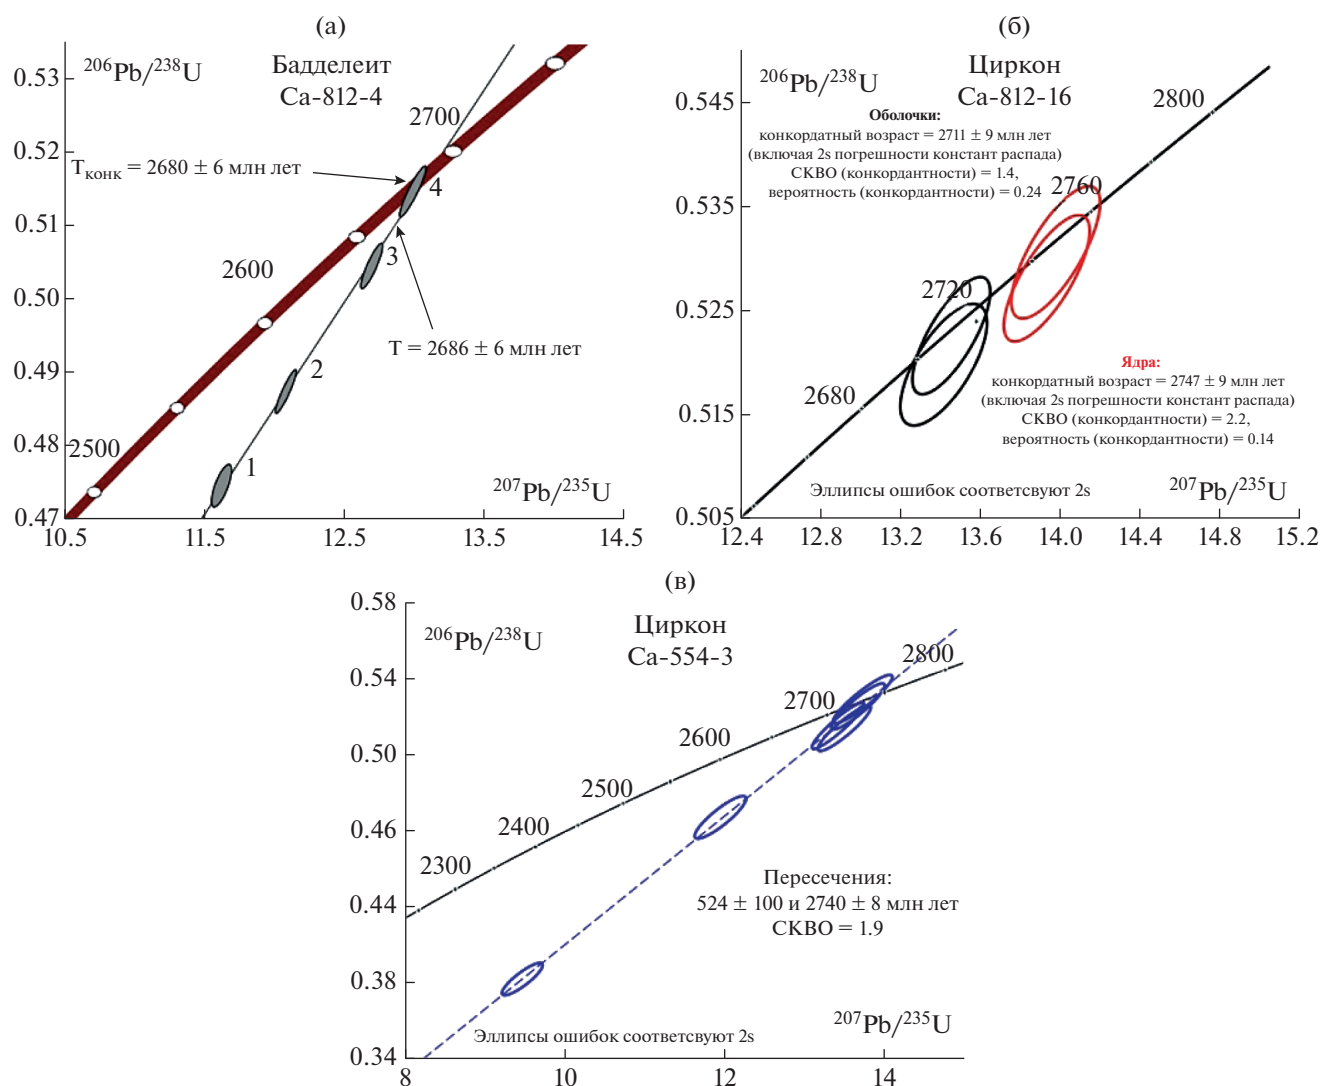 (а)
²⁰⁶Pb/²³⁸U
Бадделеит
Са-812-4
0.53
0.52
0.51
0.50
0.49
0.48
0.47
2700
2600
2500
Tконк = 2680 ± 6 млн лет
T = 2686 ± 6 млн лет
4
3
2
1
²⁰⁷Pb/²³⁵U
10.5 11.5 12.5 13.5 14.5
(б)
²⁰⁶Pb/²³⁸U
Циркон
Са-812-16
Оболочки:
конкордатный возраст = 2711 ± 9 млн лет
(включая 2s погрешности констант распада)
СКВО (конкордантности) = 1.4,
вероятность (конкордантности) = 0.24
0.545
0.535
0.525
0.515
0.505
2800
2760
2720
2680
Ядра:
конкордатный возраст = 2747 ± 9 млн лет
(включая 2s погрешности констант распада)
СКВО (конкордантности) = 2.2,
вероятность (конкордантности) = 0.14
Эллипсы ошибок соответсвуют 2s
²⁰⁷Pb/²³⁵U
12.4 12.8 13.2 13.6 14.0 14.4 14.8 15.2
(в)
²⁰⁶Pb/²³⁸U
Циркон
Са-554-3
0.58
0.54
0.50
0.46
0.44
0.38
0.34
2800
2700
2600
2500
2400
2300
Пересечения:
524 ± 100 и 2740 ± 8 млн лет
СКВО = 1.9
Эллипсы ошибок соответсвуют 2s
²⁰⁷Pb/²³⁵U
8 10 12 14